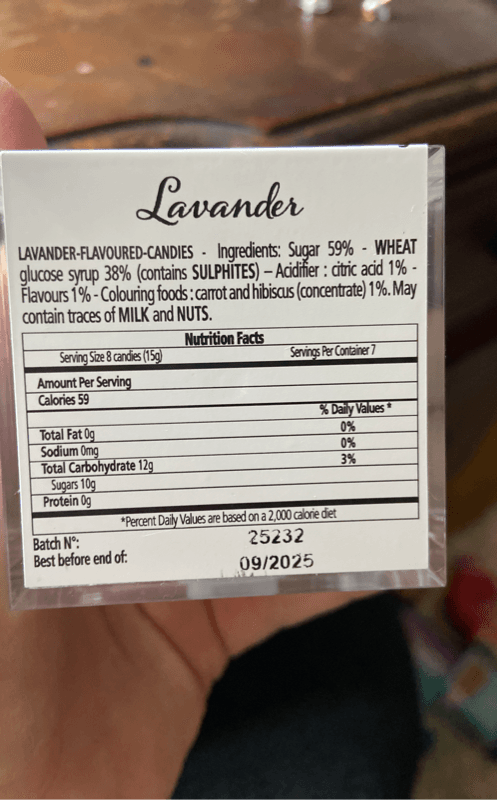 Lavander
LAVANDER-FLAVOURED-CANDIES - Ingredients: Sugar 59% - WHEAT
glucose syrup 38% (contains SULPHITES) – Acidifier : citric acid 1% -
Flavours 1% - Colouring foods : carrot and hibiscus (concentrate) 1%. May
contain traces of MILK and NUTS.
Nutrition Facts
Serving Size 8 candies (15g) Servings Per Container 7
Amount Per Serving
Calories 59
% Daily Values *
Total Fat 0g 0%
Sodium 0mg 0%
Total Carbohydrate 12g 3%
Sugars 10g
Protein 0g
*Percent Daily Values are based on a 2,000 calorie diet
Batch N°: 25232
Best before end of: 09/2025